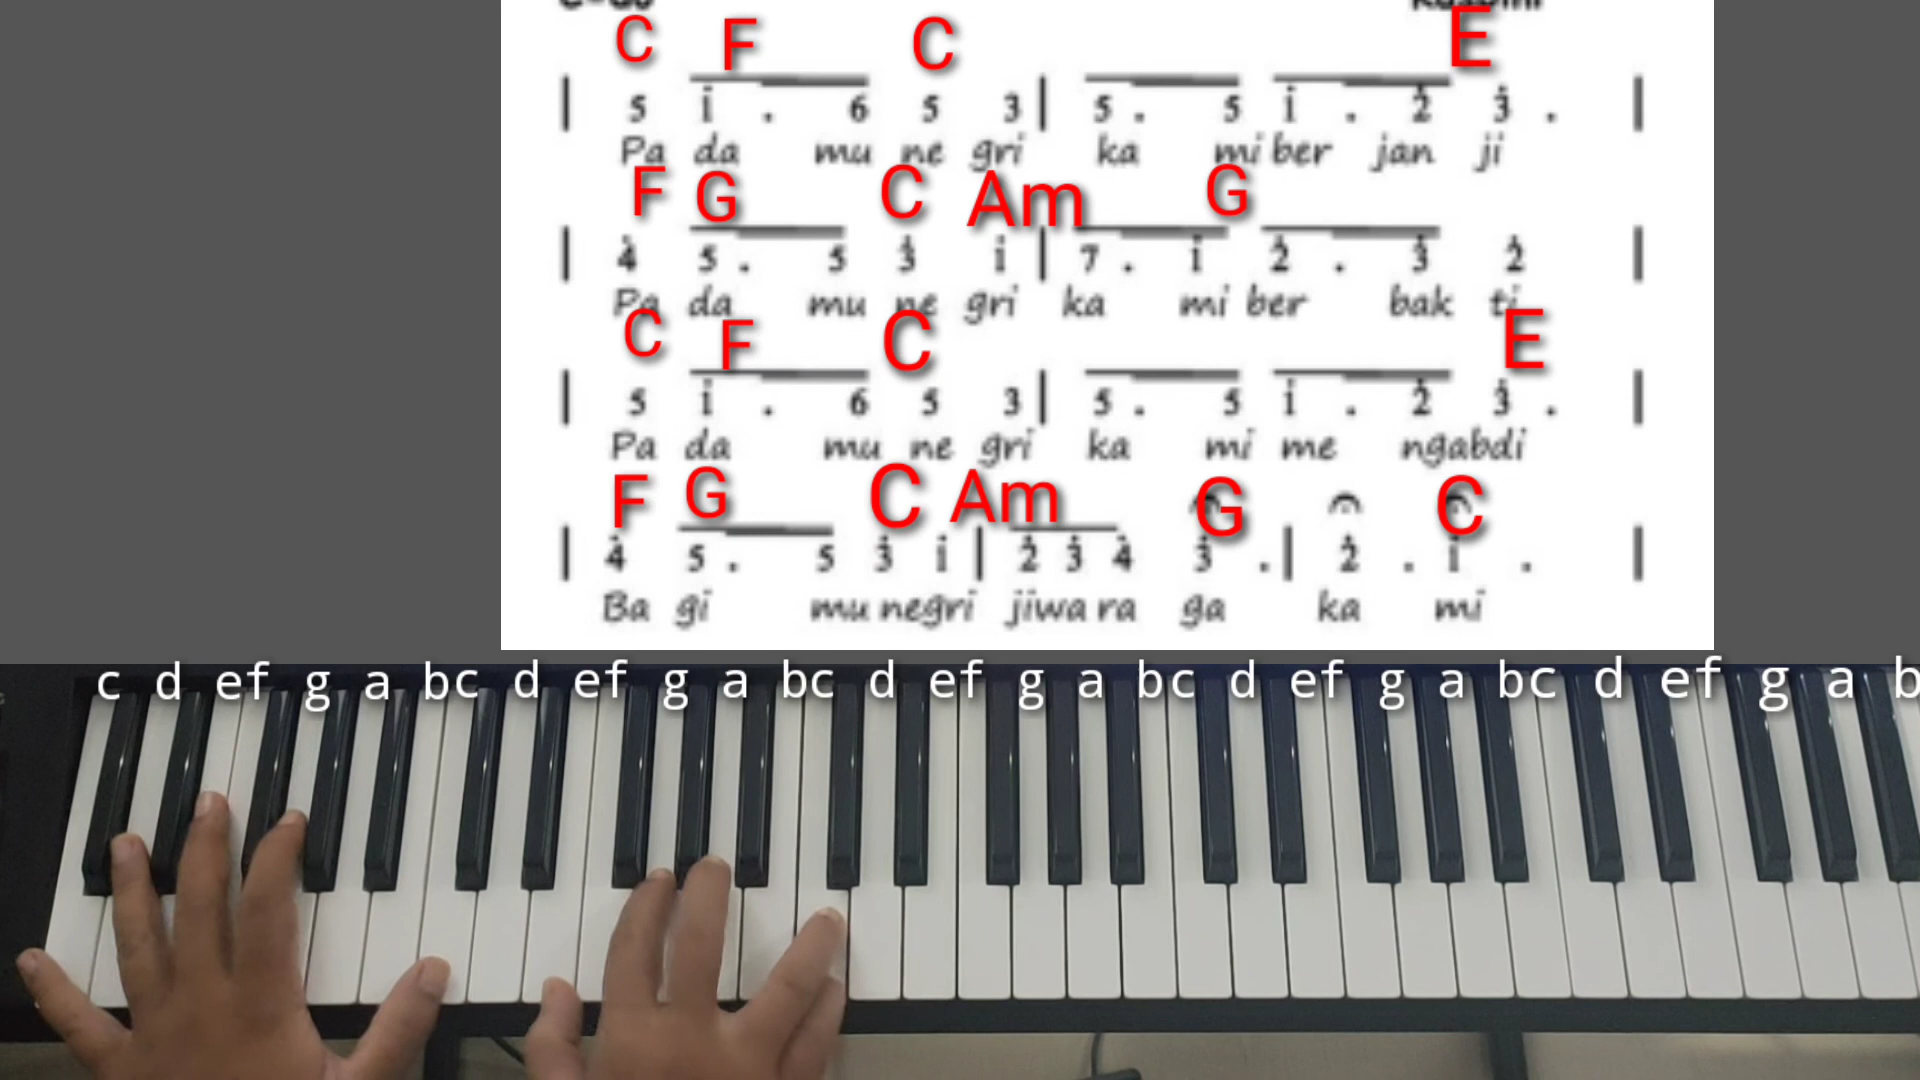 C F C E
| 5 i . 6 5 3 | 5 . 5 i . 2̇ 3̇ . |
Pa da mu ne gri ka mi ber jan ji
F G C Am G
| 4̇ 5 . 5 3̇ i | 7 . i 2̇ . 3̇ 2̇ |
Pa da mu ne gri ka mi ber bak ti
C F C E
| 5 i . 6 5 3 | 5 . 5 i . 2̇ 3̇ . |
Pa da mu ne gri ka mi me ngabdi
F G C Am G C
| 4̇ 5 . 5 3̇ i | 2̇ 3̇ 4̇ 3̇ . | 2̇ . i . |
Ba gi mu negri jiwa ra ga ka mi
c d ef g a bc d ef g a bc d ef g a bc d ef g a bc d ef g a b